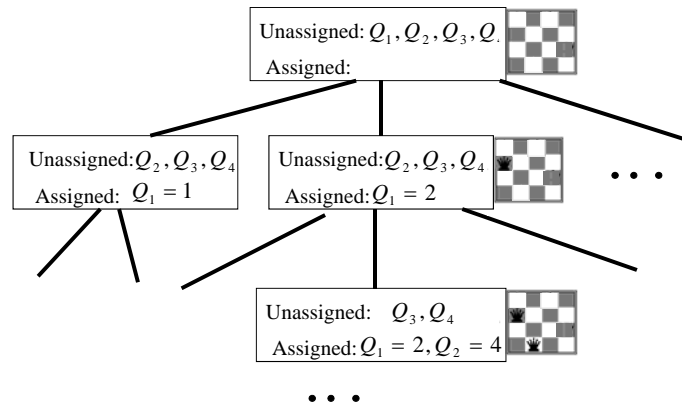 Unassigned: Q₁, Q₂, Q₃, Q
Assigned:
Unassigned: Q₂, Q₃, Q₄
Assigned: Q₁ = 1
Unassigned: Q₂, Q₃, Q₄
Assigned: Q₁ = 2
• • •
Unassigned: Q₃, Q₄
Assigned: Q₁ = 2, Q₂ = 4
• • •